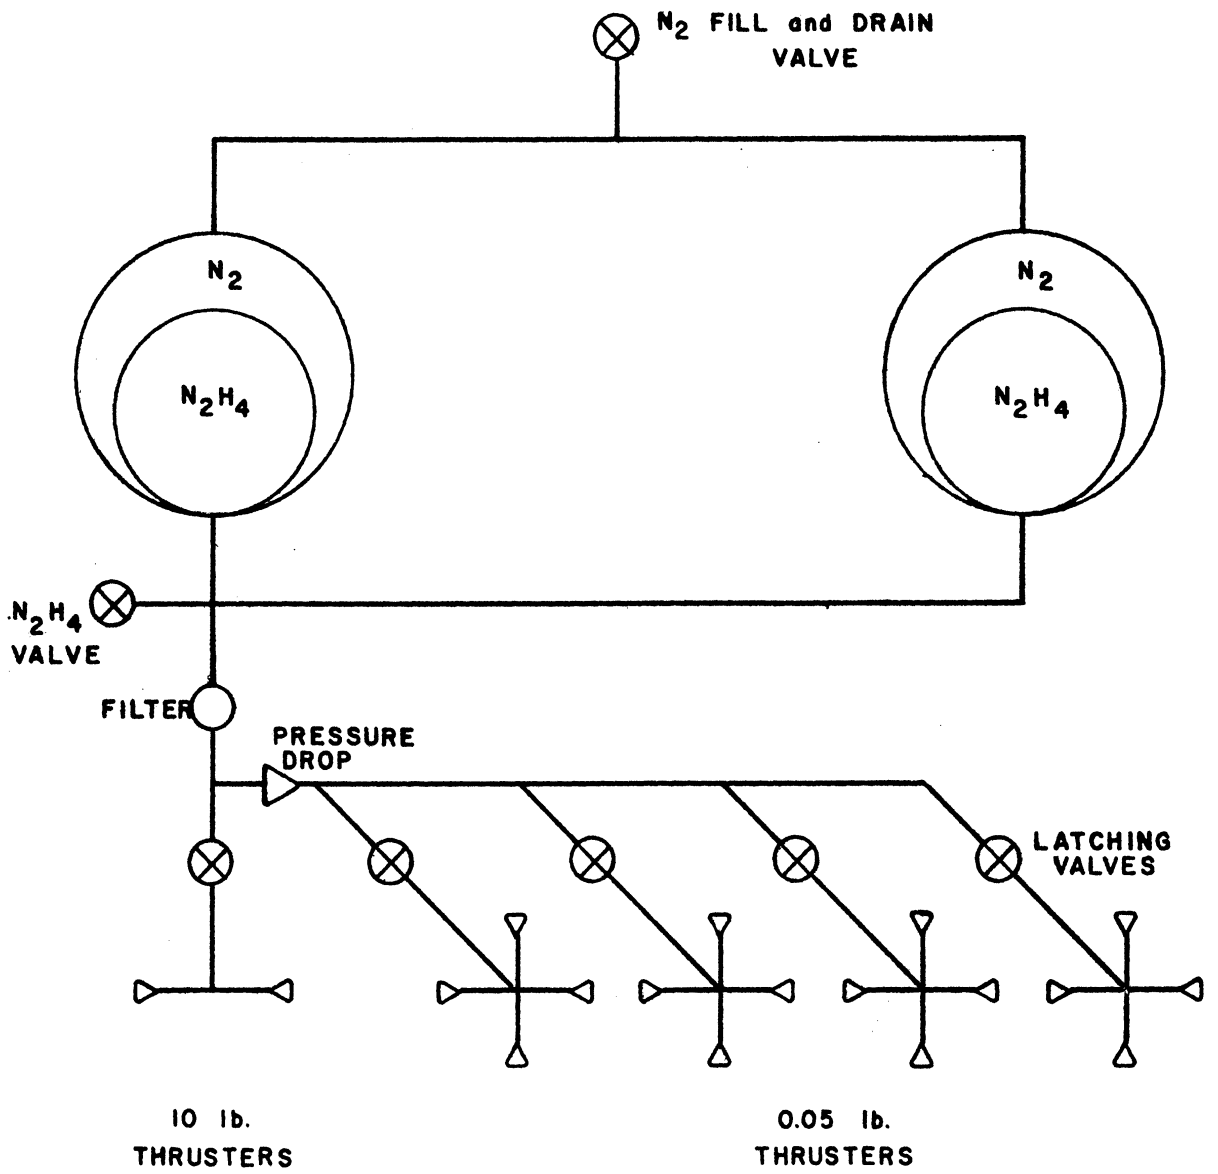 N2 FILL and DRAIN
VALVE
N2
N2
N2H4
N2H4
N2H4
VALVE
FILTER
PRESSURE
DROP
LATCHING
VALVES
10 lb.
THRUSTERS
0.05 lb.
THRUSTERS